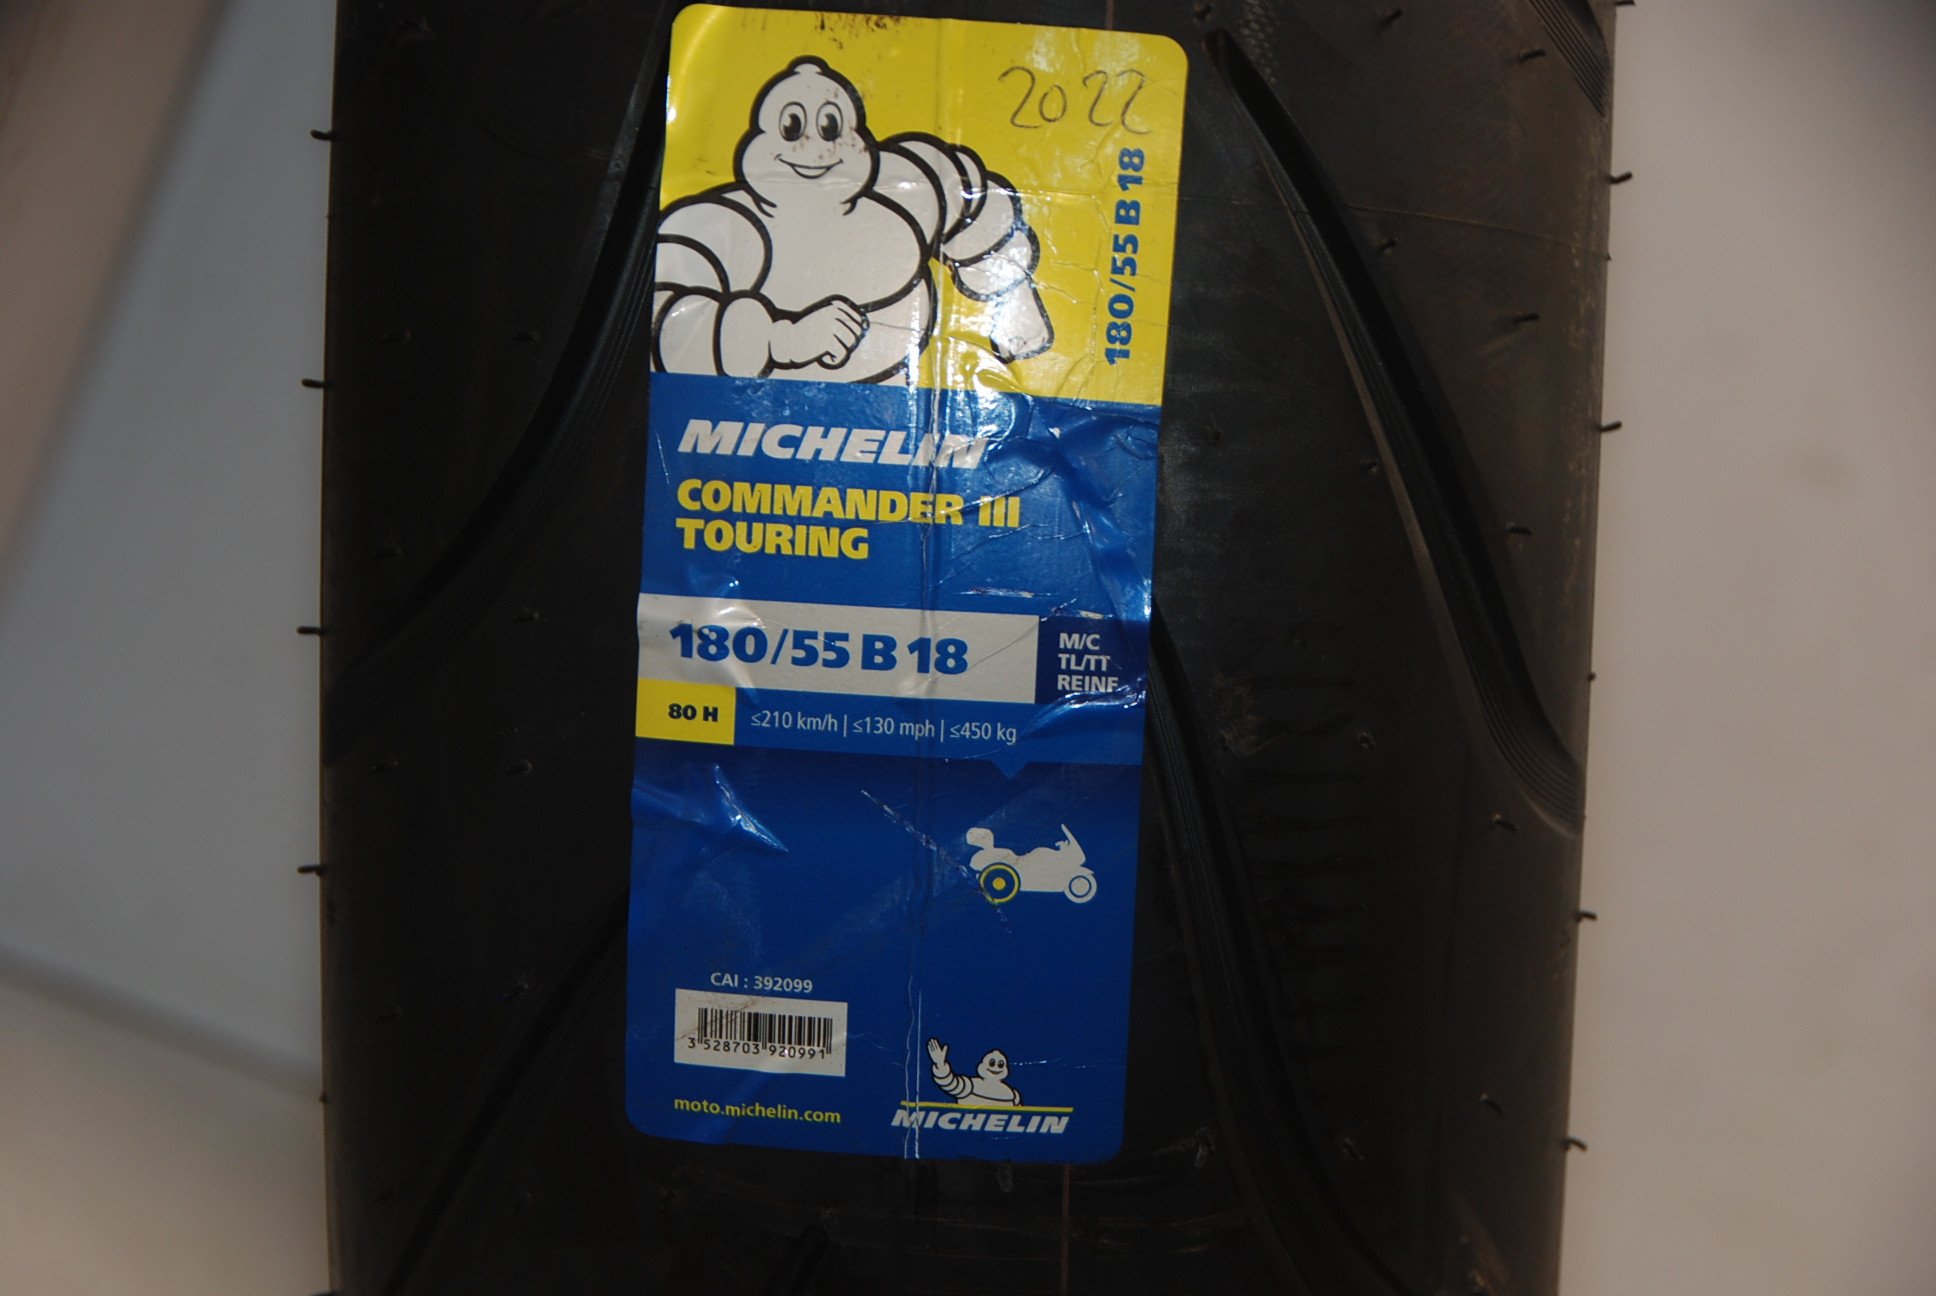 2022
180/55 B 18
MICHELIN
COMMANDER III
TOURING
180/55 B 18
M/C
TL/TT
REINF
80 H
≤210 km/h | ≤130 mph | ≤450 kg
CAI : 392099
3 528703 920991
moto.michelin.com
MICHELIN